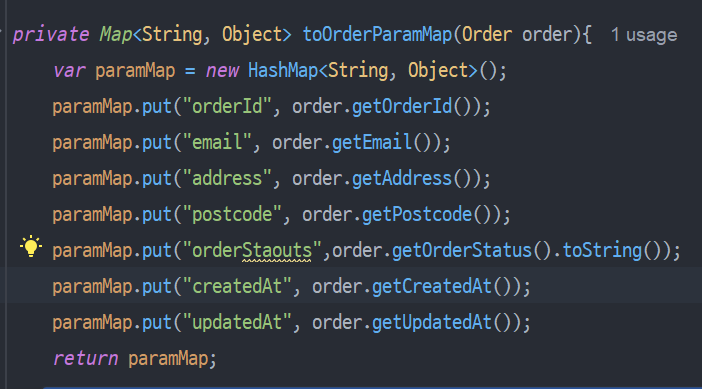 private Map<String, Object> toOrderParamMap(Order order){ 1 usage
var paramMap = new HashMap<String, Object>();
paramMap.put("orderId", order.getOrderId());
paramMap.put("email", order.getEmail());
paramMap.put("address", order.getAddress());
paramMap.put("postcode", order.getPostcode());
paramMap.put("orderStaouts",order.getOrderStatus().toString());
paramMap.put("createdAt", order.getCreatedAt());
paramMap.put("updatedAt", order.getUpdatedAt());
return paramMap;